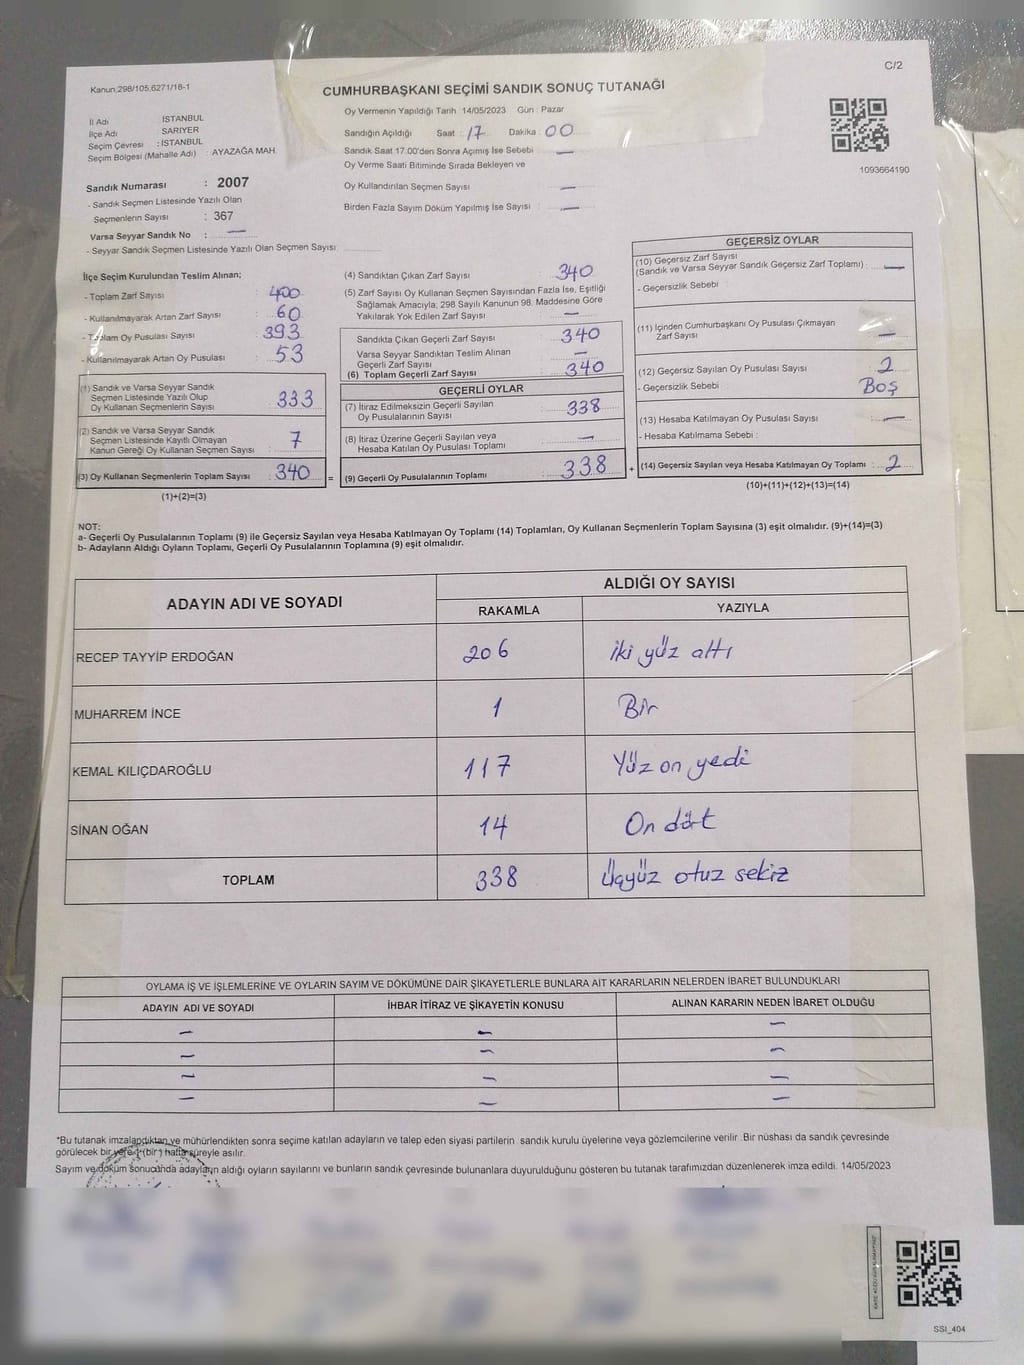 C/2
Kanun:298/105,6271/18-1
CUMHURBAŞKANI SEÇİMİ SANDIK SONUÇ TUTANAĞI
İl Adı : İSTANBUL
İlçe Adı : SARIYER
Seçim Çevresi : İSTANBUL
Seçim Bölgesi (Mahalle Adı) : AYAZAĞA MAH.
Oy Vermenin Yapıldığı Tarih 14/05/2023 Gün : Pazar
Sandığın Açıldığı Saat : 17 Dakika : 00
Sandık Saat 17.00'den Sonra Açımış İse Sebebi —
Oy Verme Saati Bitiminde Sırada Bekleyen ve
Oy Kullandırılan Seçmen Sayısı —
Birden Fazla Sayım Döküm Yapılmış İse Sayısı : —
1093664190
Sandık Numarası : 2007
- Sandık Seçmen Listesinde Yazılı Olan
Seçmenlerin Sayısı : 367
Varsa Seyyar Sandık No : —
- Seyyar Sandık Seçmen Listesinde Yazılı Olan Seçmen Sayısı
İlçe Seçim Kurulundan Teslim Alınan;
- Toplam Zarf Sayısı : 400
- Kullanılmayarak Artan Zarf Sayısı : 60
- Toplam Oy Pusulası Sayısı : 393
- Kullanılmayarak Artan Oy Pusulası : 53
(1) Sandık ve Varsa Seyyar Sandık
Seçmen Listesinde Yazılı Olup
Oy Kullanan Seçmenlerin Sayısı : 333
(2) Sandık ve Varsa Seyyar Sandık
Seçmen Listesinde Kayıtlı Olmayan
Kanun Gereği Oy Kullanan Seçmen Sayısı : 7
(3) Oy Kullanan Seçmenlerin Toplam Sayısı : 340
(1)+(2)=(3)
=
(4) Sandıktan Çıkan Zarf Sayısı 340
(5) Zarf Sayısı Oy Kullanan Seçmen Sayısından Fazla İse, Eşitliği
Sağlamak Amacıyla, 298 Sayılı Kanunun 98. Maddesine Göre
Yakılarak Yok Edilen Zarf Sayısı —
Sandıkta Çıkan Geçerli Zarf Sayısı 340
Varsa Seyyar Sandıktan Teslim Alınan
Geçerli Zarf Sayısı —
(6) Toplam Geçerli Zarf Sayısı 340
GEÇERLİ OYLAR
(7) İtiraz Edilmeksizin Geçerli Sayılan
Oy Pusulalarının Sayısı 338
(8) İtiraz Üzerine Geçerli Sayılan veya
Hesaba Katılan Oy Pusulası Toplamı —
(9) Geçerli Oy Pusulalarının Toplamı 338
+
GEÇERSİZ OYLAR
(10) Geçersiz Zarf Sayısı
(Sandık ve Varsa Seyyar Sandık Geçersiz Zarf Toplamı) : —
- Geçersizlik Sebebi
(11) İçinden Cumhurbaşkanı Oy Pusulası Çıkmayan
Zarf Sayısı —
(12) Geçersiz Sayılan Oy Pusulası Sayısı : 2
- Geçersizlik Sebebi Boş
(13) Hesaba Katılmayan Oy Pusulası Sayısı : —
- Hesaba Katılmama Sebebi :
(14) Geçersiz Sayılan veya Hesaba Katılmayan Oy Toplamı : 2
(10)+(11)+(12)+(13)=(14)
NOT:
a- Geçerli Oy Pusulalarının Toplamı (9) ile Geçersiz Sayılan veya Hesaba Katılmayan Oy Toplamı (14) Toplamları, Oy Kullanan Seçmenlerin Toplam Sayısına (3) eşit olmalıdır. (9)+(14)=(3)
b- Adayların Aldığı Oyların Toplamı, Geçerli Oy Pusulalarının Toplamına (9) eşit olmalıdır.
ADAYIN ADI VE SOYADI
ALDIĞI OY SAYISI
RAKAMLA YAZIYLA
RECEP TAYYİP ERDOĞAN 206 iki yüz altı
MUHARREM İNCE 1 Bir
KEMAL KILIÇDAROĞLU 117 Yüz on yedi
SİNAN OĞAN 14 On dört
TOPLAM 338 Üçyüz otuz sekiz
OYLAMA İŞ VE İŞLEMLERİNE VE OYLARIN SAYIM VE DÖKÜMÜNE DAİR ŞİKAYETLERLE BUNLARA AİT KARARLARIN NELERDEN İBARET BULUNDUKLARI
ADAYIN ADI VE SOYADI İHBAR İTİRAZ VE ŞİKAYETİN KONUSU ALINAN KARARIN NEDEN İBARET OLDUĞU
— — —
— — —
— — —
— — —
*Bu tutanak imzalandıktan ve mühürlendikten sonra seçime katılan adayların ve talep eden siyasi partilerin sandık kurulu üyelerine veya gözlemcilerine verilir. Bir nüshası da sandık çevresinde
görülecek bir yere 1 (bir) hafta süreyle asılır.
Sayım ve döküm sonucunda adayların aldığı oyların sayılarını ve bunların sandık çevresinde bulunanlara duyurulduğunu gösteren bu tutanak tarafımızdan düzenlenerek imza edildi. 14/05/2023
SSI_404